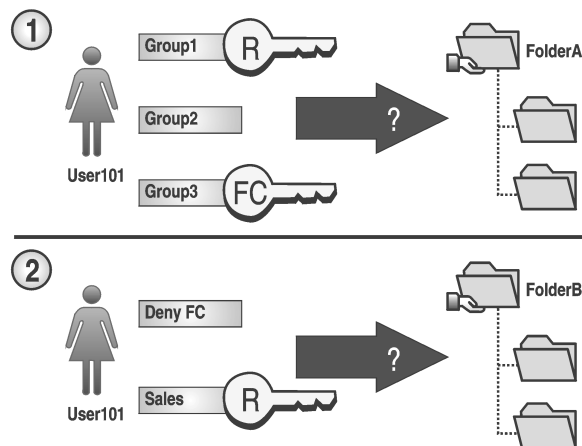 1
Group1
R
FolderA
Group2
?
User101
Group3
FC
2
FolderB
Deny FC
?
User101
Sales
R